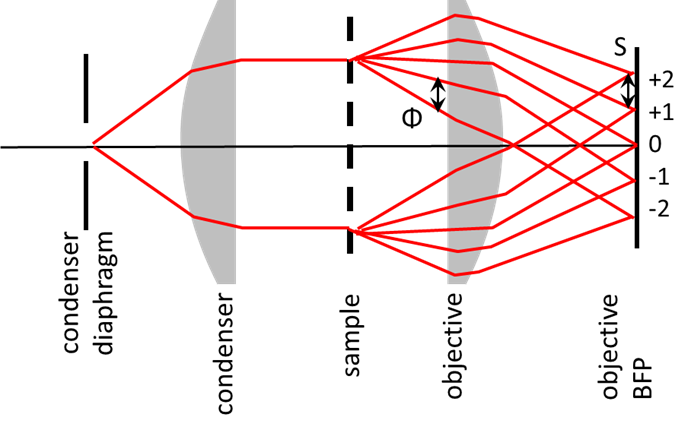 S
+2
+1
Φ
0
-1
-2
condenser
diaphragm
condenser
sample
objective
objective
BFP